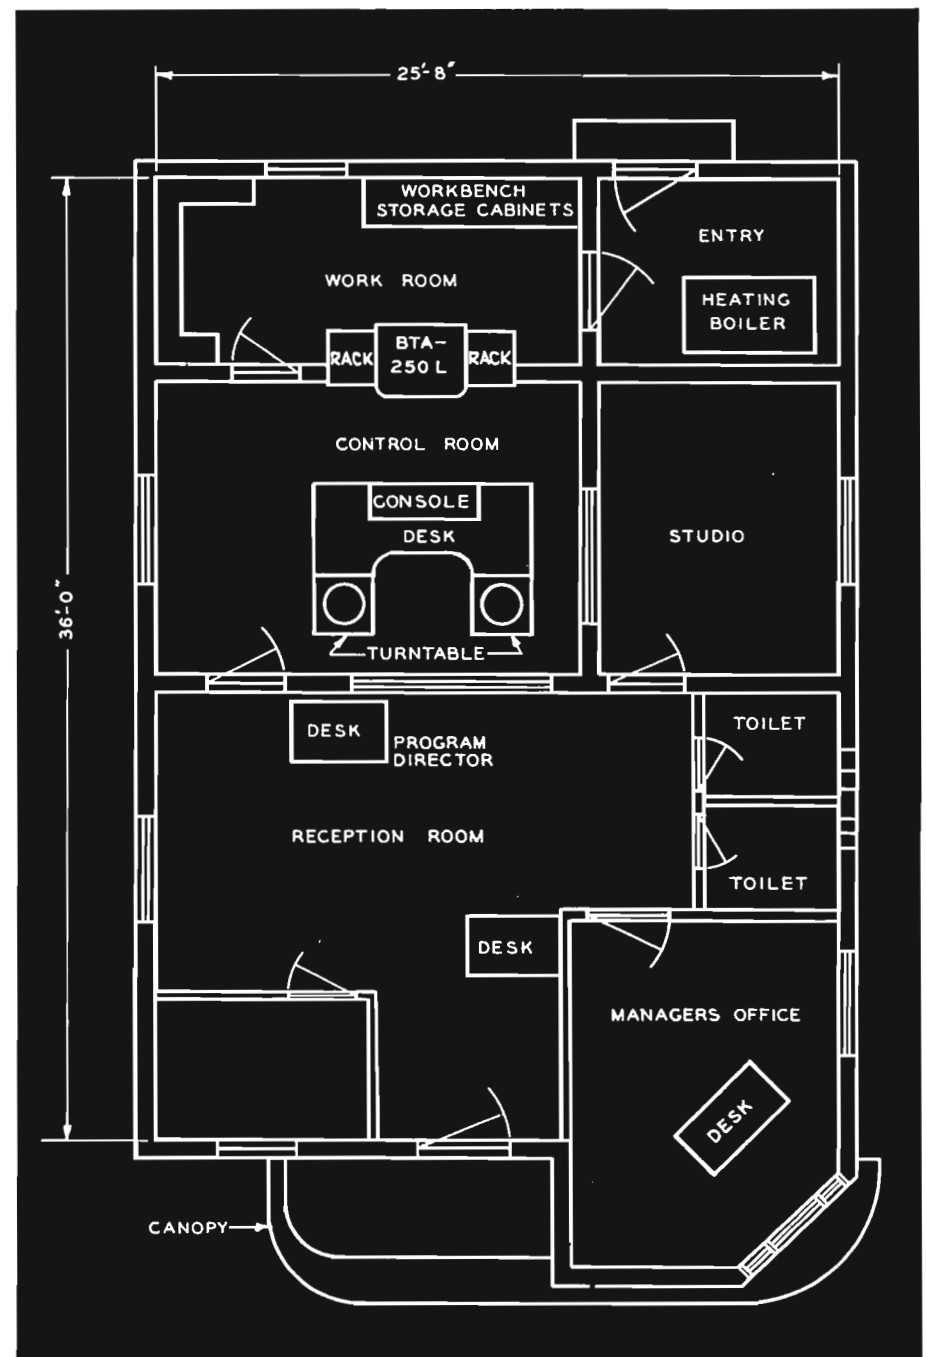 25'-8"
WORKBENCH
STORAGE CABINETS
ENTRY
WORK ROOM
HEATING
BOILER
RACK
BTA-
250 L
RACK
CONTROL ROOM
CONSOLE
DESK
STUDIO
36'-0"
TURNTABLE
DESK
PROGRAM
DIRECTOR
TOILET
RECEPTION ROOM
TOILET
DESK
MANAGERS OFFICE
DESK
CANOPY